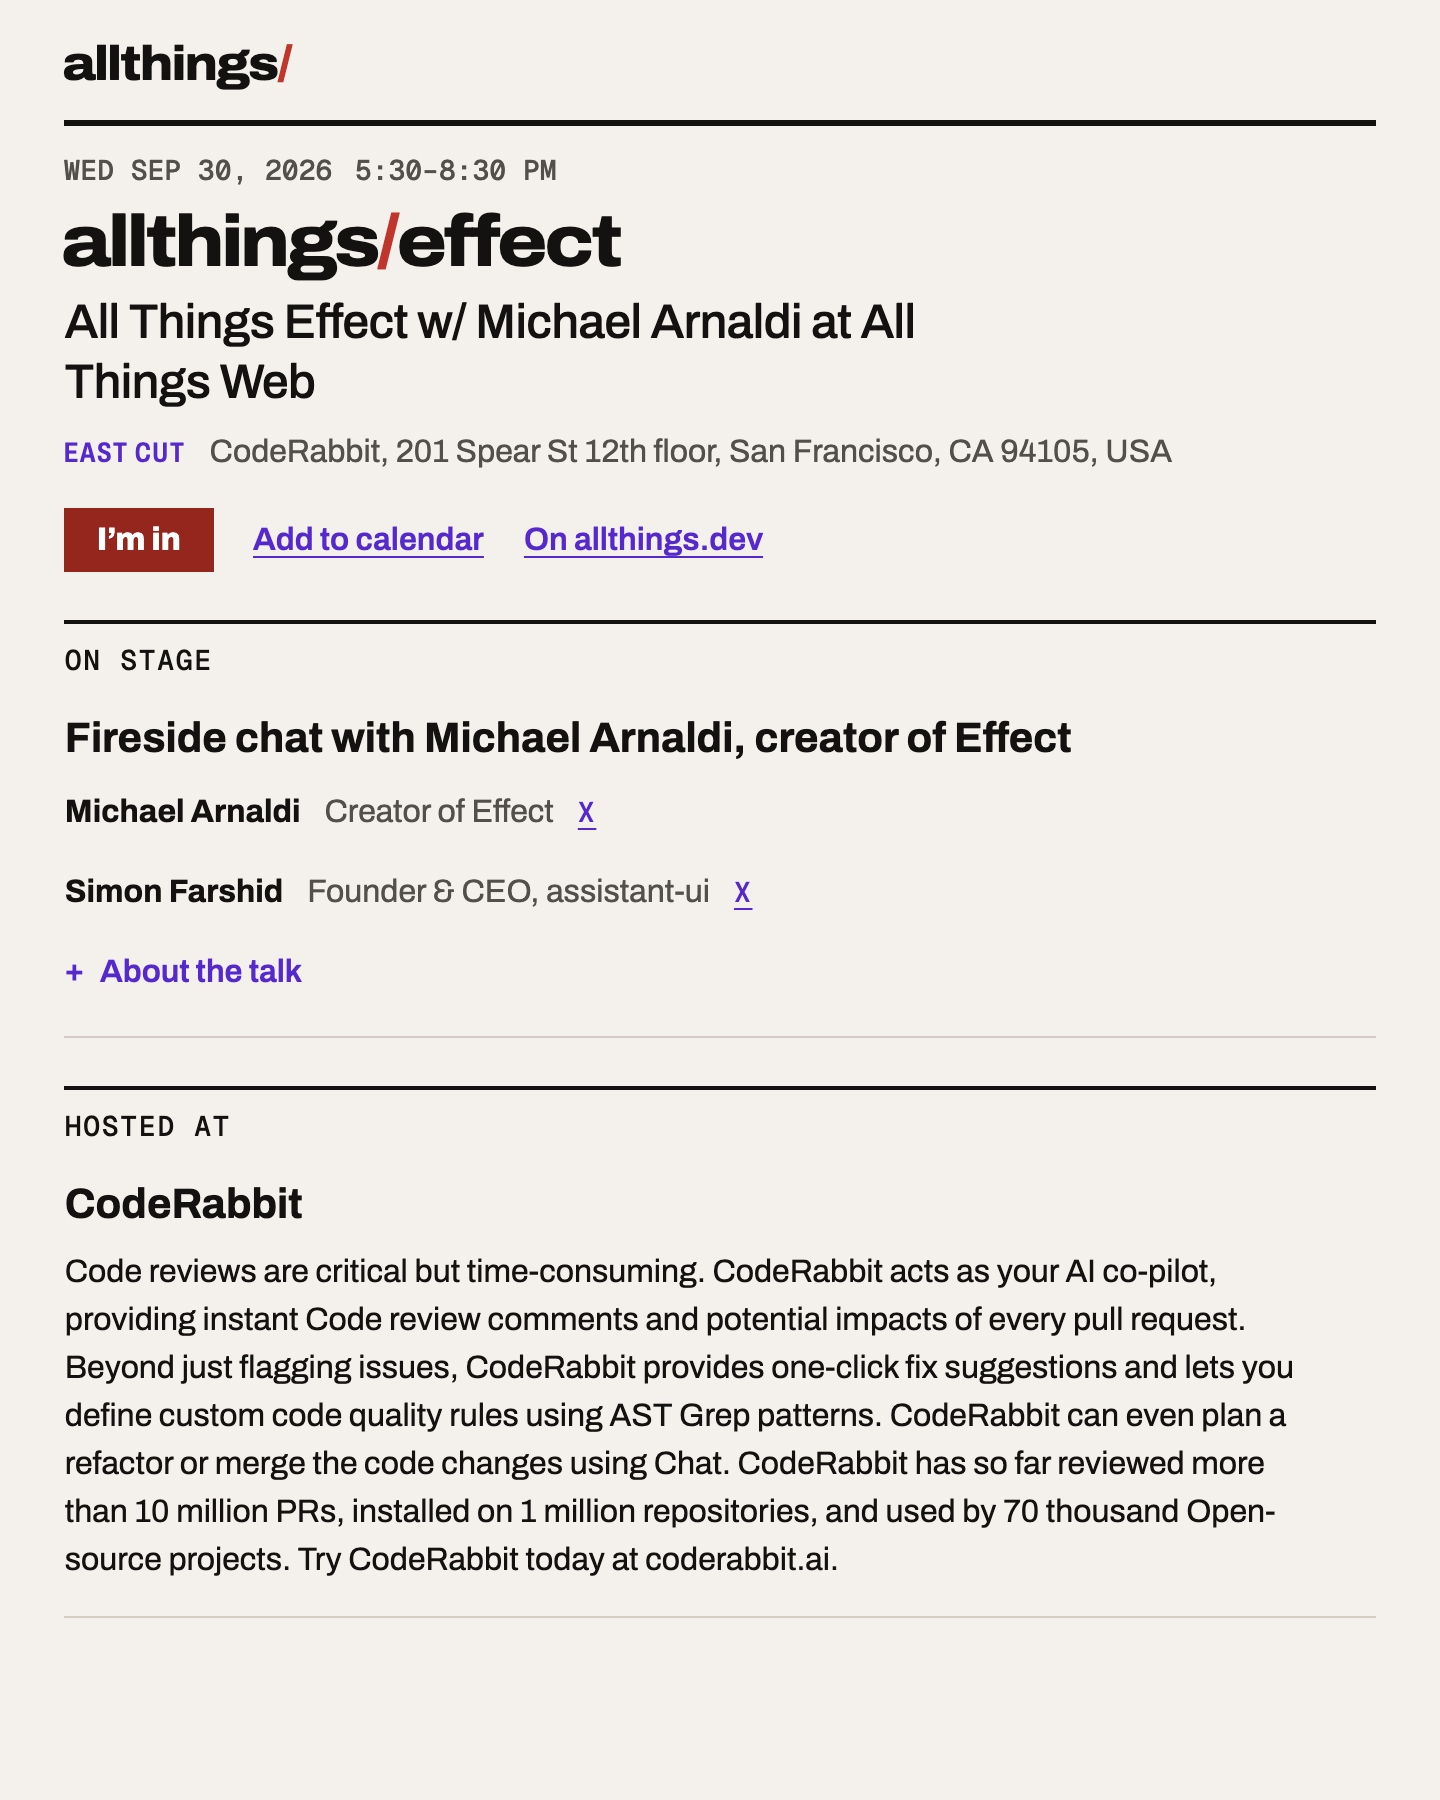 allthings/
WED SEP 30, 2026 5:30–8:30 PM
allthings/effect
All Things Effect w/ Michael Arnaldi at All
Things Web
EAST CUT CodeRabbit, 201 Spear St 12th floor, San Francisco, CA 94105, USA
I’m in Add to calendar On allthings.dev
ON STAGE
Fireside chat with Michael Arnaldi, creator of Effect
Michael Arnaldi Creator of Effect X
Simon Farshid Founder & CEO, assistant-ui X
+ About the talk
HOSTED AT
CodeRabbit
Code reviews are critical but time-consuming. CodeRabbit acts as your AI co-pilot,
providing instant Code review comments and potential impacts of every pull request.
Beyond just flagging issues, CodeRabbit provides one-click fix suggestions and lets you
define custom code quality rules using AST Grep patterns. CodeRabbit can even plan a
refactor or merge the code changes using Chat. CodeRabbit has so far reviewed more
than 10 million PRs, installed on 1 million repositories, and used by 70 thousand Open-
source projects. Try CodeRabbit today at coderabbit.ai.